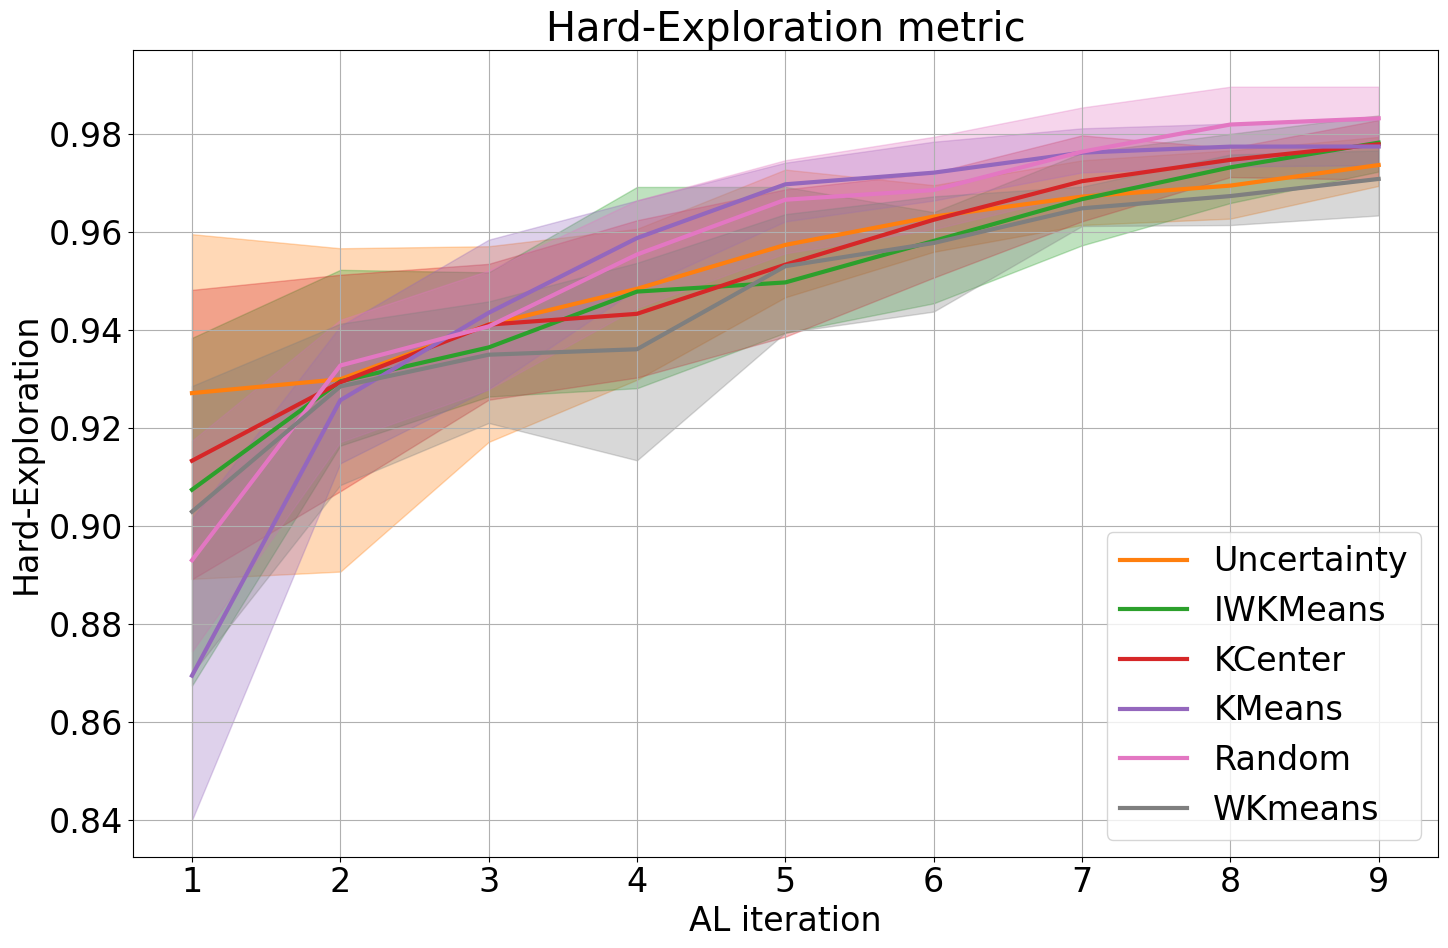 Hard-Exploration metric
Hard-Exploration
0.98
0.96
0.94
0.92
0.90
0.88
0.86
0.84
1 2 3 4 5 6 7 8 9
AL iteration
Uncertainty
IWKMeans
KCenter
KMeans
Random
WKmeans